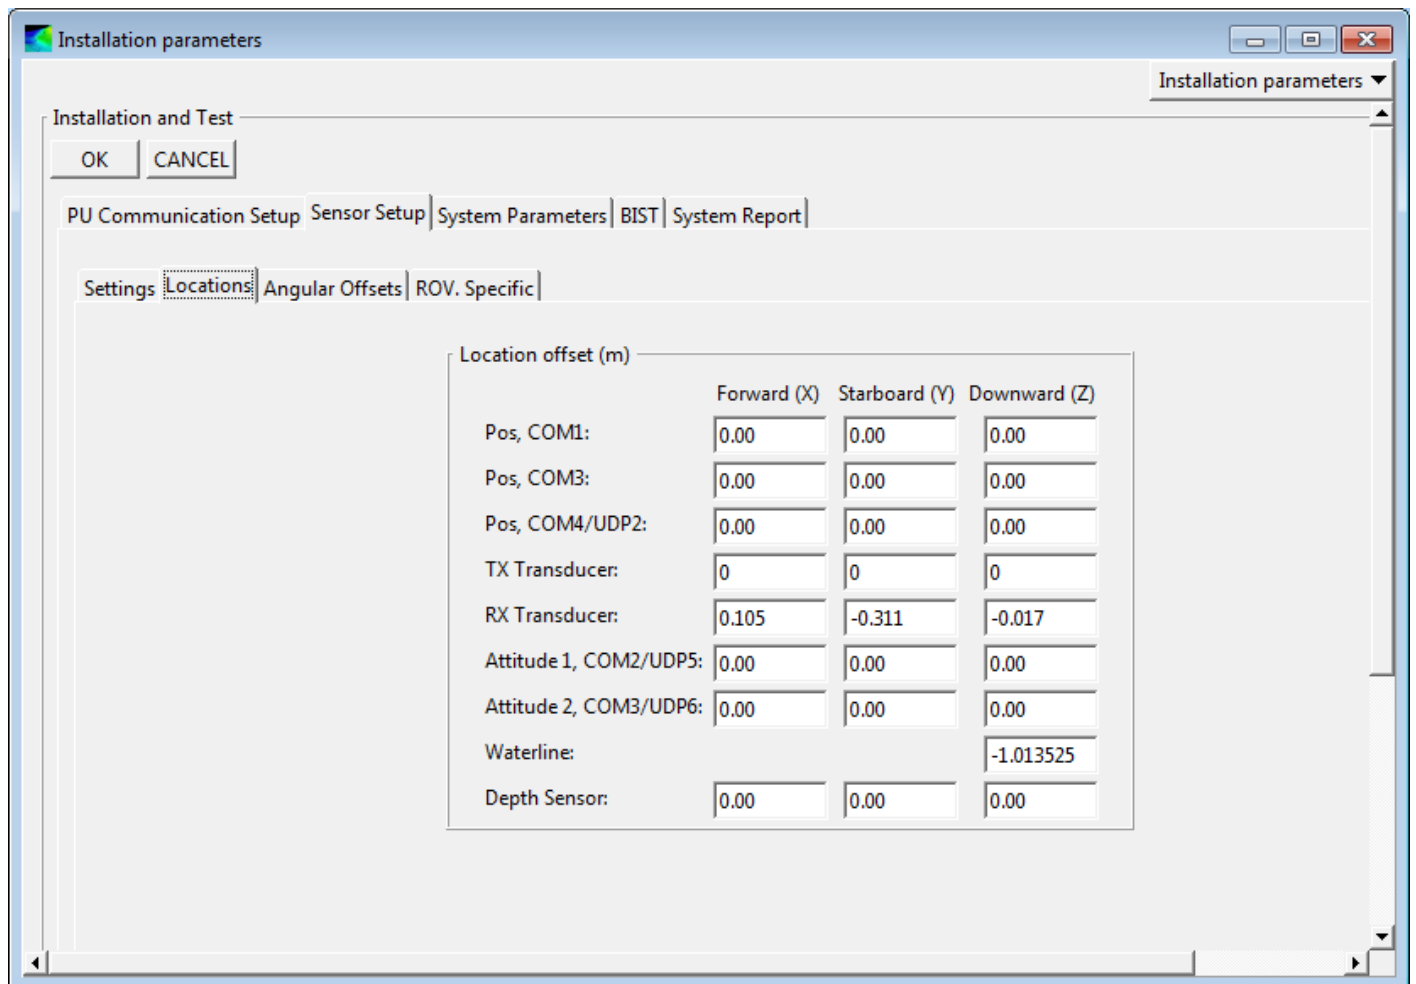 Installation parameters
Installation parameters
Installation and Test
OK CANCEL
PU Communication Setup Sensor Setup System Parameters BIST System Report
Settings Locations Angular Offsets ROV. Specific
Location offset (m)
Forward (X) Starboard (Y) Downward (Z)
Pos, COM1: 0.00 0.00 0.00
Pos, COM3: 0.00 0.00 0.00
Pos, COM4/UDP2: 0.00 0.00 0.00
TX Transducer: 0 0 0
RX Transducer: 0.105 -0.311 -0.017
Attitude 1, COM2/UDP5: 0.00 0.00 0.00
Attitude 2, COM3/UDP6: 0.00 0.00 0.00
Waterline: -1.013525
Depth Sensor: 0.00 0.00 0.00